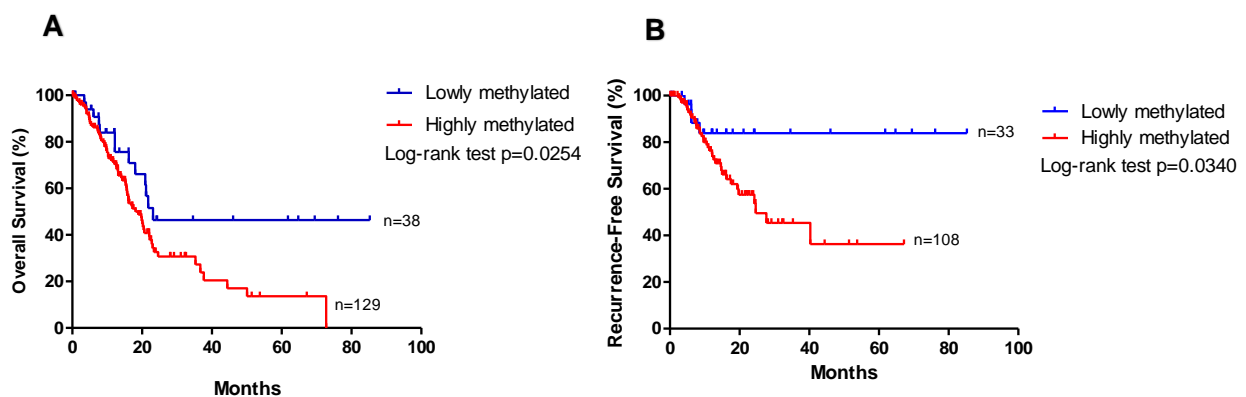 A
Overall Survival (%)
100
80
60
40
20
0
0 20 40 60 80 100
Months
Lowly methylated
Highly methylated
Log-rank test p=0.0254
n=38
n=129
B
Recurrence-Free Survival (%)
100
80
60
40
20
0
0 20 40 60 80 100
Months
Lowly methylated
Highly methylated
Log-rank test p=0.0340
n=33
n=108